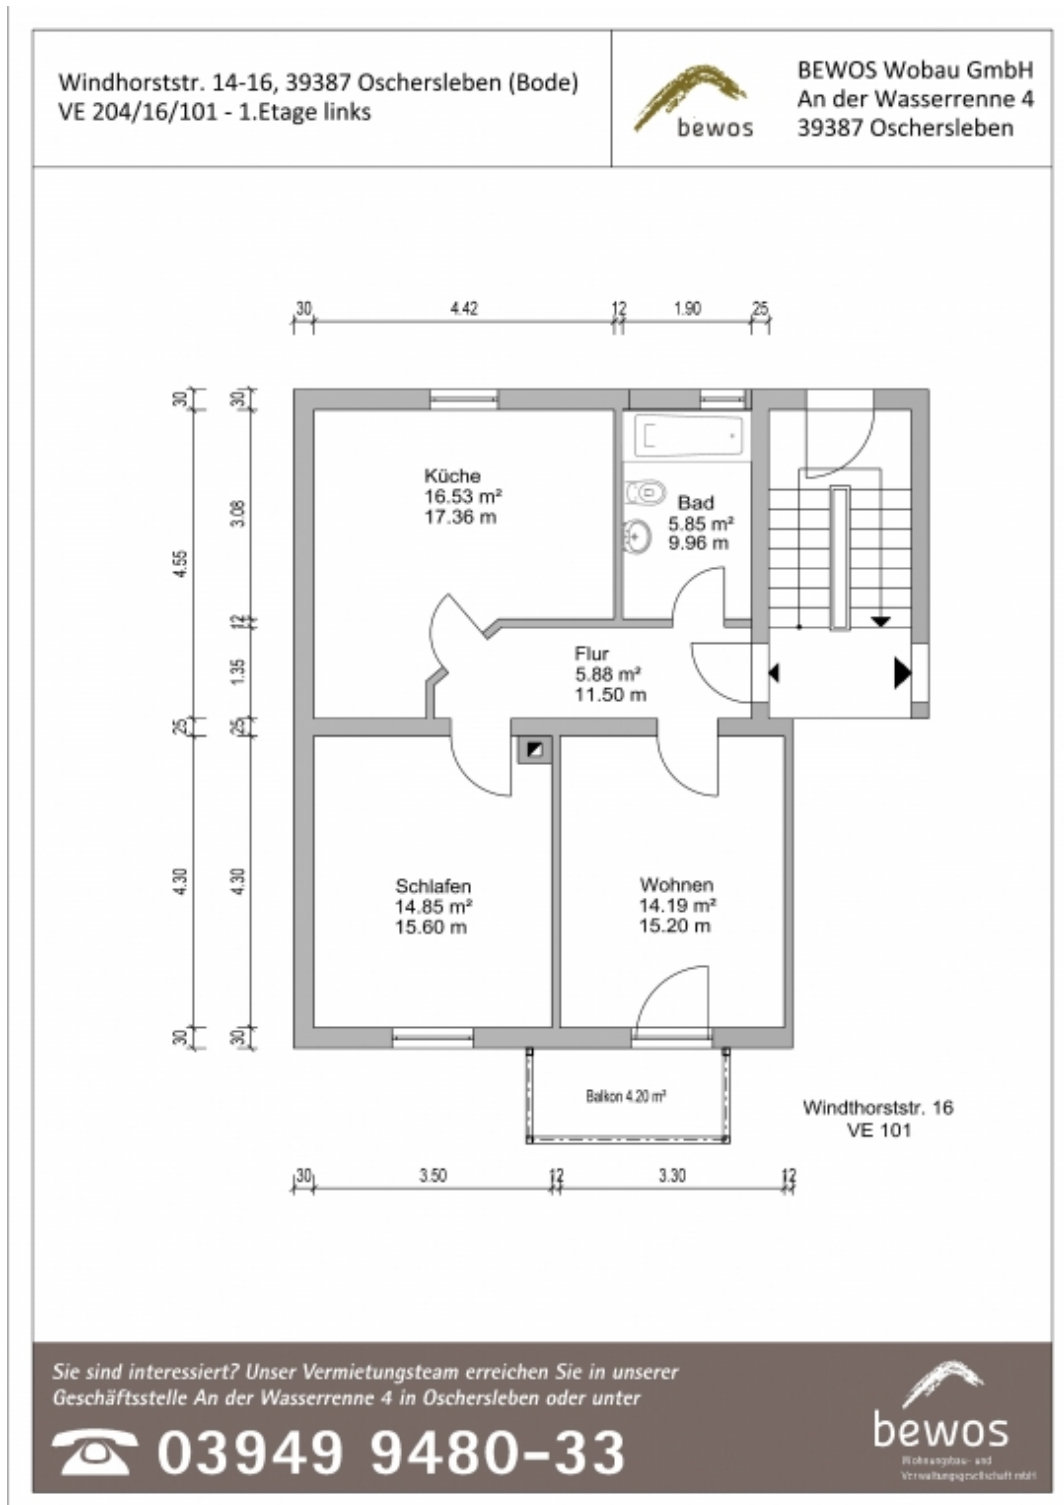 Windhorststr. 14-16, 39387 Oschersleben (Bode)
VE 204/16/101 - 1.Etage links
bewos
BEWOS Wobau GmbH
An der Wasserrenne 4
39387 Oschersleben
30 4.42 12 1.90 25
30 30
3.08
4.55
12
1.35
25 25
4.30 4.30
30 30
Küche
16.53 m²
17.36 m
Bad
5.85 m²
9.96 m
Flur
5.88 m²
11.50 m
Schlafen
14.85 m²
15.60 m
Wohnen
14.19 m²
15.20 m
Balkon 4.20 m²
Windthorststr. 16
VE 101
30 3.50 12 3.30 12
Sie sind interessiert? Unser Vermietungsteam erreichen Sie in unserer
Geschäftsstelle An der Wasserrenne 4 in Oschersleben oder unter
03949 9480-33
bewos
Wohnungsbau- und
Verwaltungsgesellschaft mbH